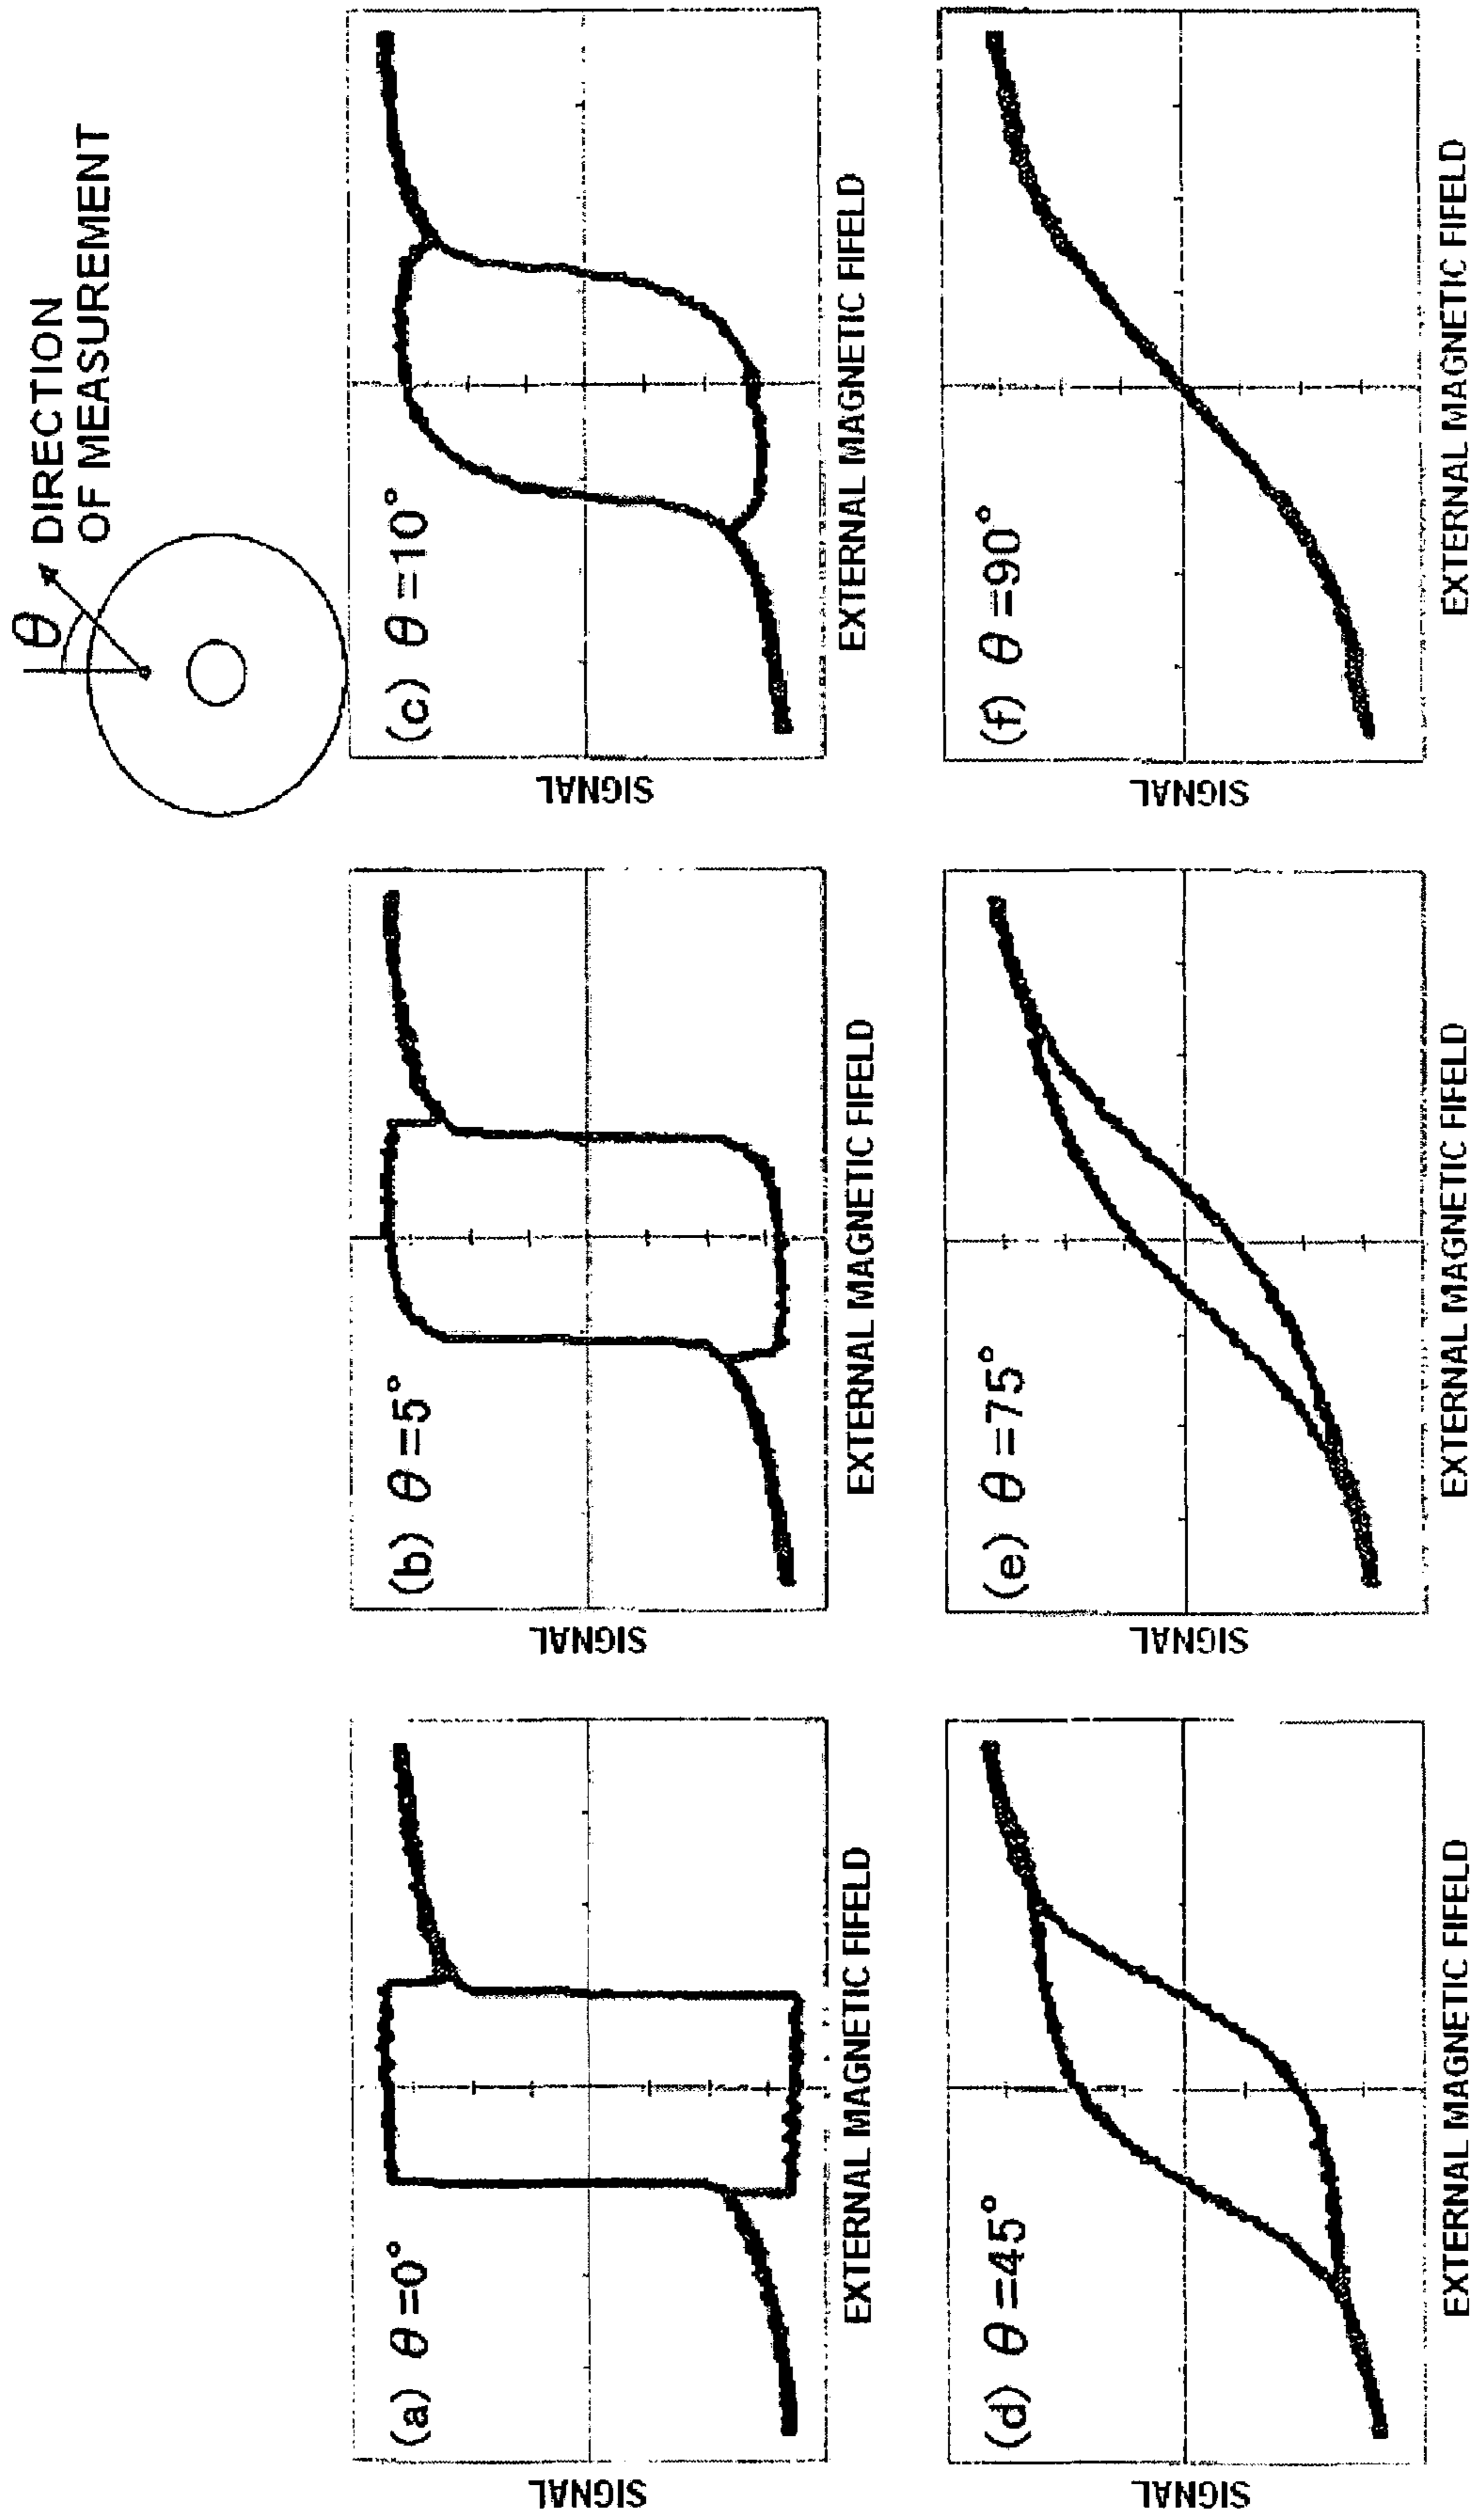 θ DIRECTION
OF MEASUREMENT
(a) θ=0°
SIGNAL
EXTERNAL MAGNETIC FIFELD
(b) θ=5°
SIGNAL
EXTERNAL MAGNETIC FIFELD
(c) θ=10°
SIGNAL
EXTERNAL MAGNETIC FIFELD
(d) θ=45°
SIGNAL
EXTERNAL MAGNETIC FIFELD
(e) θ=75°
SIGNAL
EXTERNAL MAGNETIC FIFELD
(f) θ=90°
SIGNAL
EXTERNAL MAGNETIC FIFELD